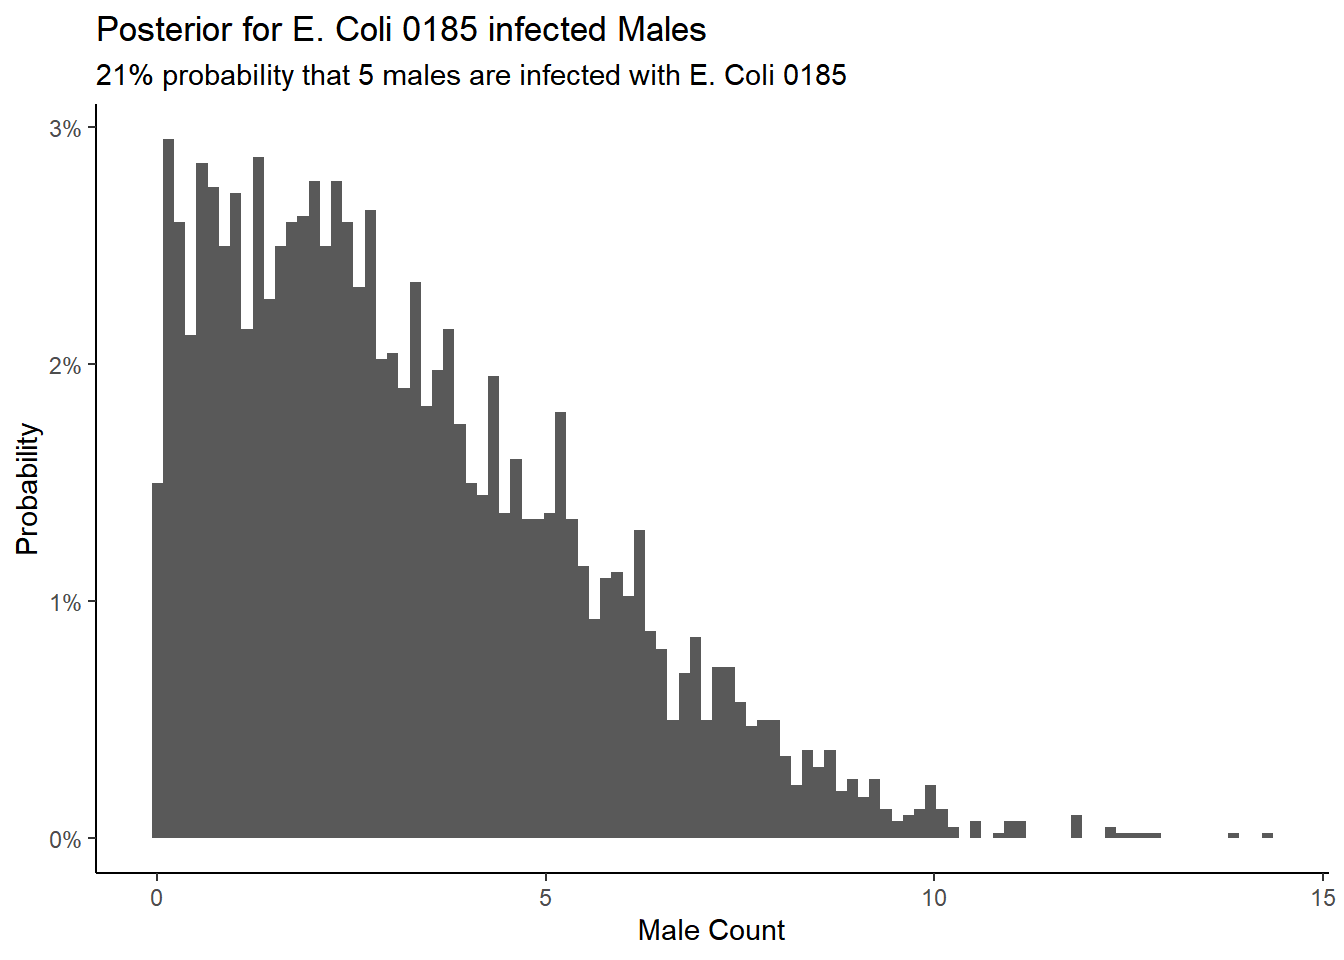 Posterior for E. Coli 0185 infected Males
21% probability that 5 males are infected with E. Coli 0185
3%
2%
1%
0%
Probability
0
5
10
15
Male Count